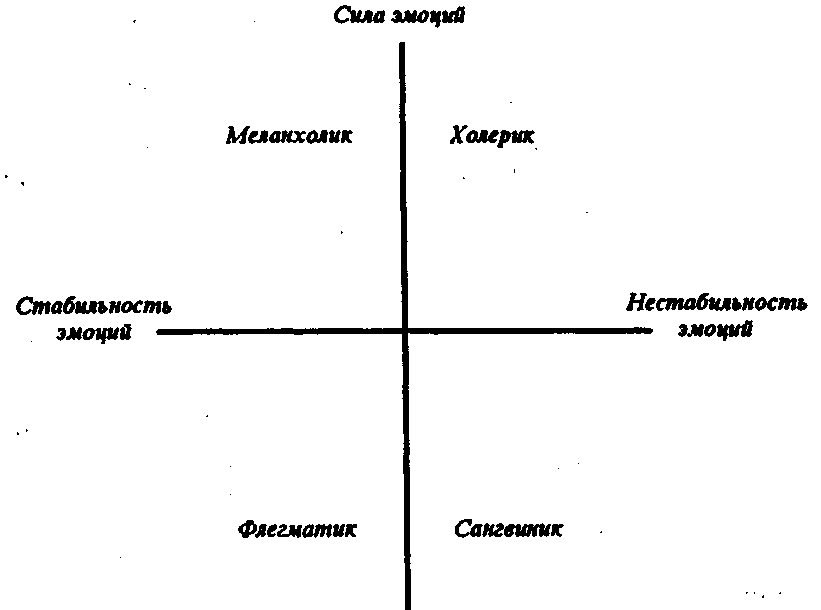 Сила эмоций
Меланхолик
Холерик
Стабильность
эмоций
Нестабильность
эмоций
Флегматик
Сангвиник